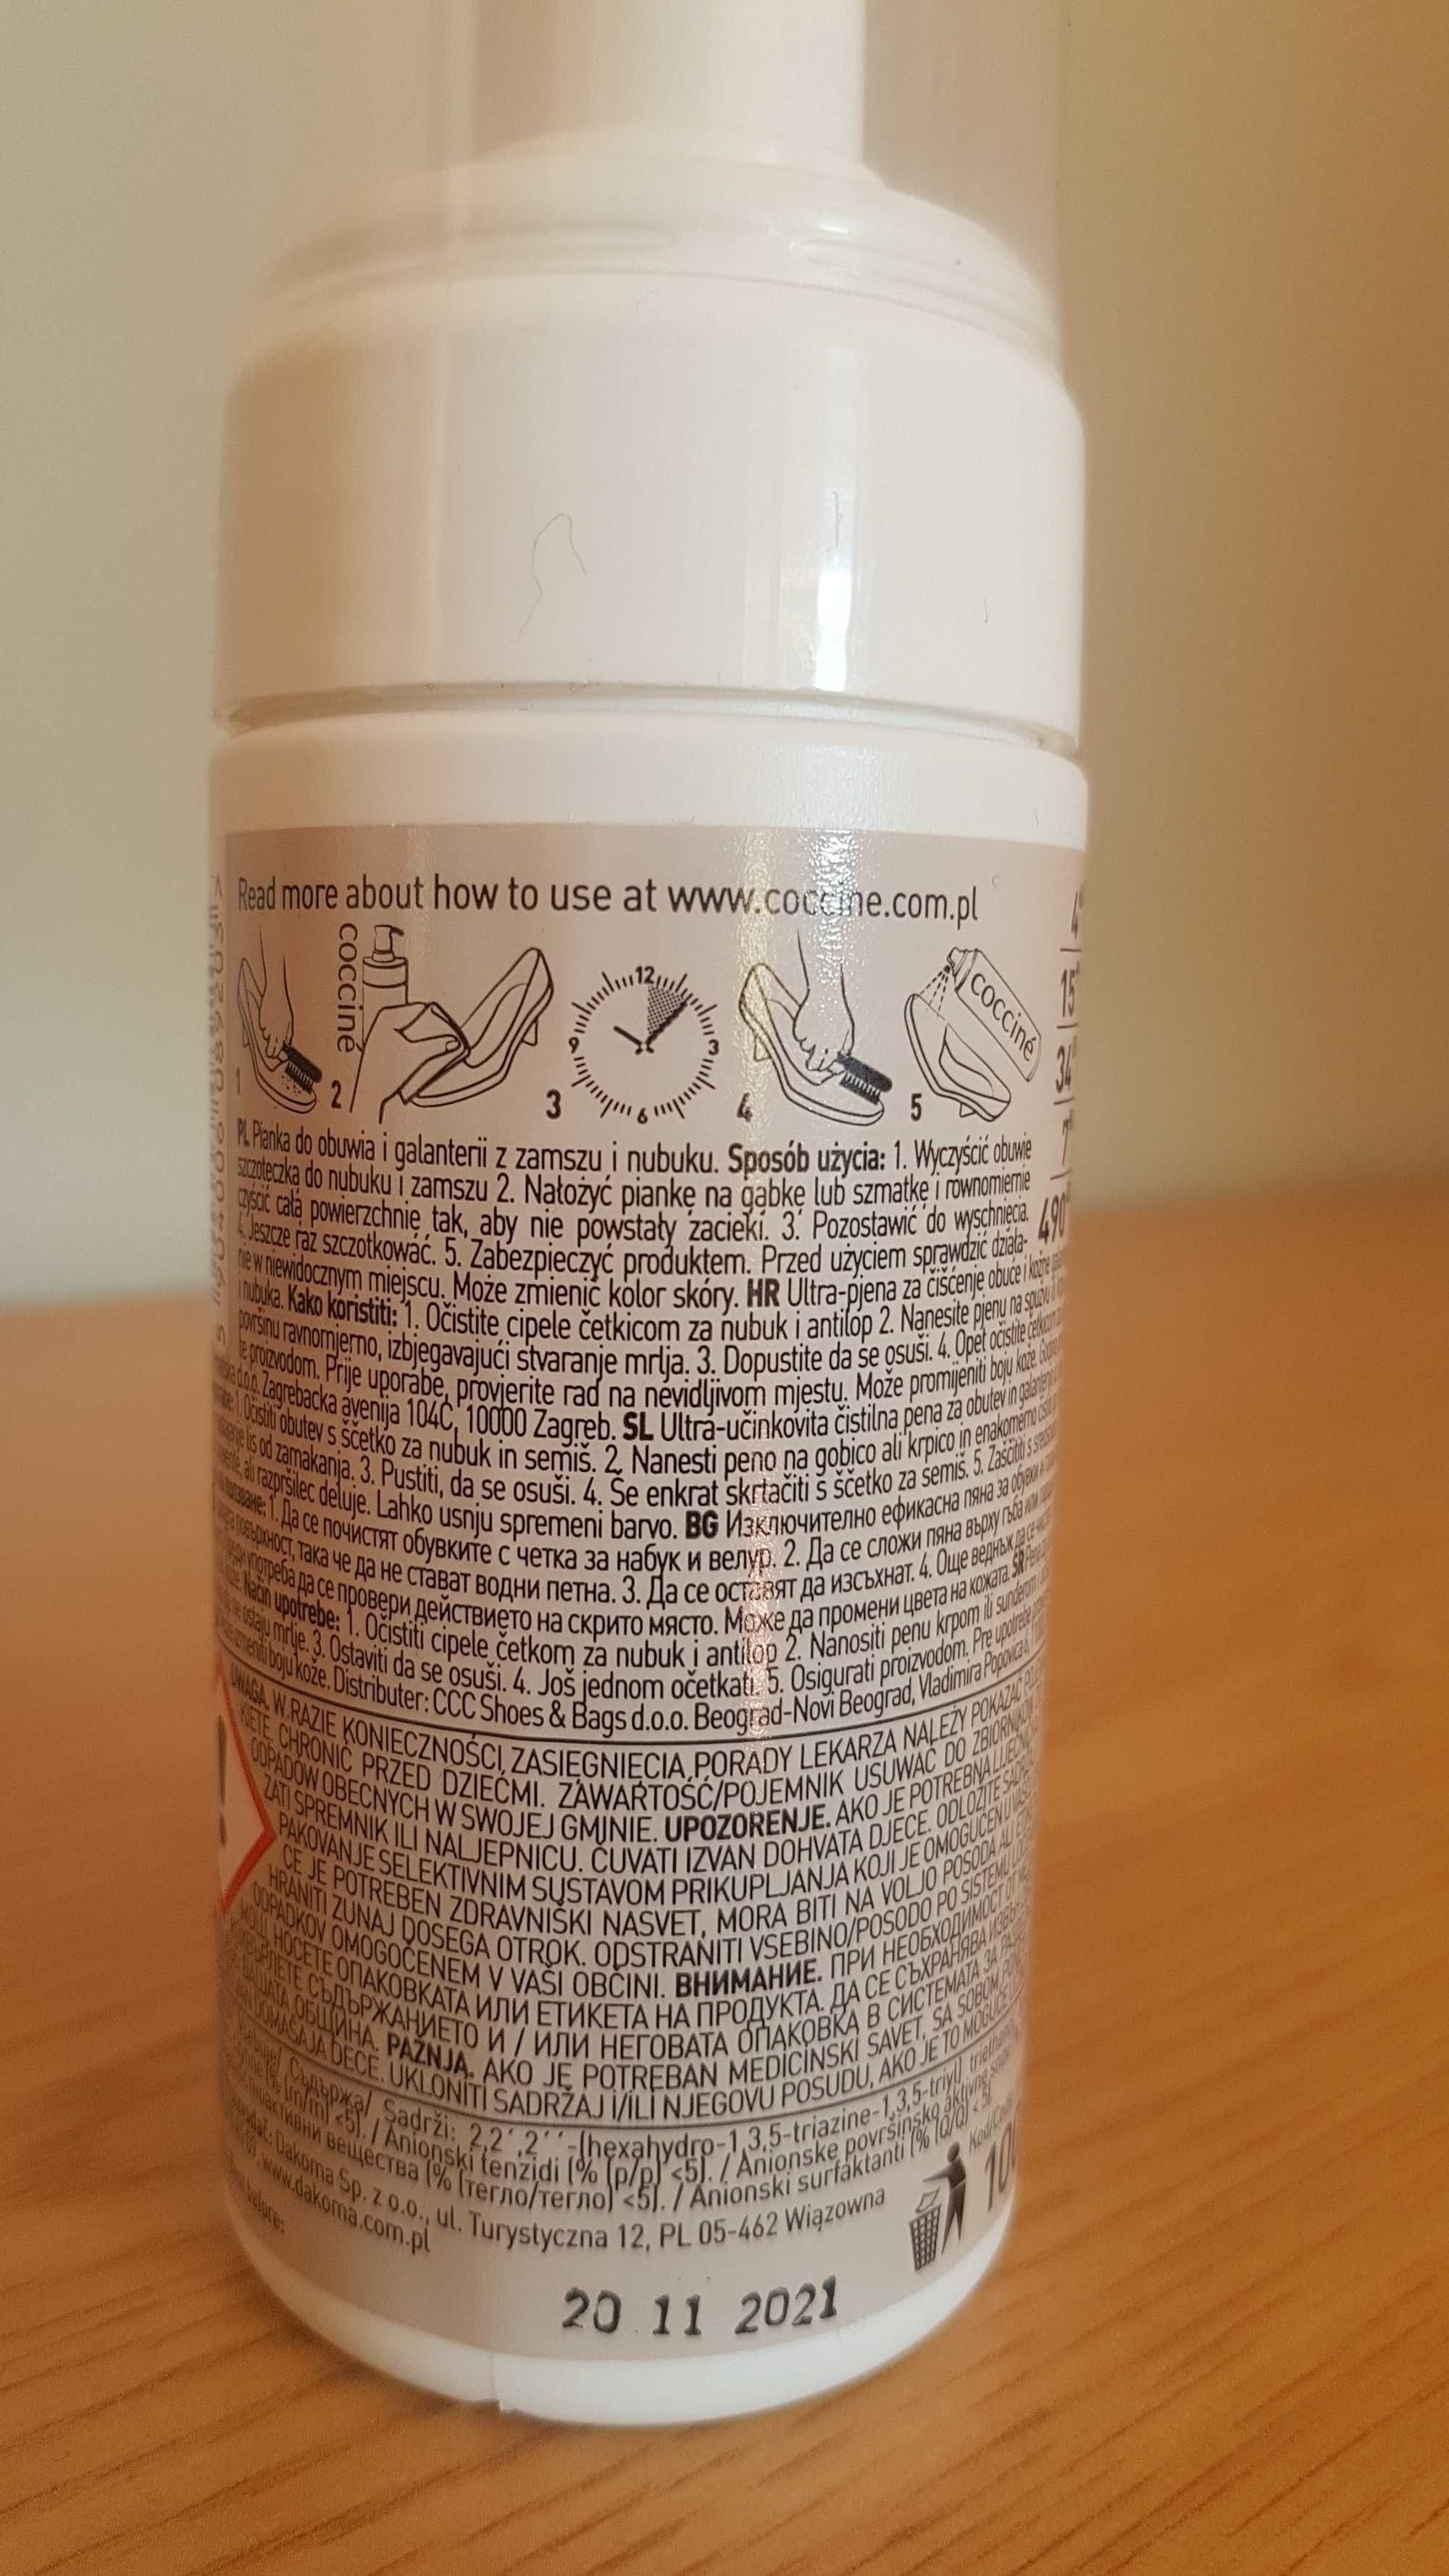 Read more about how to use at www.coccine.com.pl
coccinè
coccinè
12
3
6
9
1
2
3
4
5
PL Pianka do obuwia i galanterii z zamszu i nubuku. Sposób użycia: 1. Wyczyścić obuwie
szczoteczką do nubuku i zamszu 2. Nałożyć piankę na gąbkę lub szmatkę i równomiernie
czyścić całą powierzchnię tak, aby nie powstały zacieki. 3. Pozostawić do wyschnięcia.
4. Jeszcze raz szczotkować. 5. Zabezpieczyć produktem. Przed użyciem sprawdzić działa-
nie w niewidocznym miejscu. Może zmienić kolor skóry. HR Ultra-pjena za čišćenje obuće i kožne
i nubuka. Kako koristiti: 1. Očistite cipele četkicom za nubuk i antilop 2. Nanesite pjenu na spužvu
površinu ravnomjerno, izbjegavajući stvaranje mrlja. 3. Dopustite da se osuši. 4. Opet očistite četkicom
te proizvodom. Prije uporabe, provjerite rad na nevidljivom mjestu. Može promijeniti boju kože.
d.o.o. Zagrebacka avenija 104C, 10000 Zagreb. SL Ultra-učinkovita čistilna pena za obutev in
1. Očistiti obutev s ščetko za nubuk in semiš. 2. Nanesti peno na gobico ali krpico in enakomerno
lis od zamakanja. 3. Pustiti, da se osuši. 4. Še enkrat skrtačiti s ščetko za semiš. 5. Zaščititi s
ali razpršilec deluje. Lahko usnju spremeni barvo. BG Изключително ефикасна пяна за обувки и
1. Да се почистят обувките с четка за набук и велур. 2. Да се сложи пяна върху гъба или
повърхност, така че да не стават водни петна. 3. Да се оставят да изсъхнат. 4. Още веднъж да се
употреба да се провери действието на скрито място. Може да промени цвета на кожата. SR
Način upotrebe: 1. Očistiti cipele četkom za nubuk i antilop 2. Nanositi penu krpom ili sunđerom
ne ostaju mrlje. 3. Ostaviti da se osuši. 4. Još jednom očetkati. 5. Osigurati proizvodom. Pre upotrebe
boju kože. Distributer: CCC Shoes & Bags d.o.o. Beograd-Novi Beograd, Vladimira Popovića
UWAGA. W RAZIE KONIECZNOŚCI ZASIĘGNIĘCIA PORADY LEKARZA NALEŻY POKAZAĆ
KIETĘ. CHRONIĆ PRZED DZIEĆMI. ZAWARTOŚĆ/POJEMNIK USUWAĆ DO ZBIORNIKÓW
ODPADÓW OBECNYCH W SWOJEJ GMINIE. UPOZORENJE. AKO JE POTREBNA
ZATI SPREMNIK ILI NALJEPNICU. ČUVATI IZVAN DOHVATA DJECE. ODLOŽITE
PAKOVANJE SELEKTIVNIM SUSTAVOM PRIKUPLJANJA KOJI JE OMOGUĆEN U
ČE JE POTREBEN ZDRAVNIŠKI NASVET, MORA BITI NA VOLJO POSODA ALI
HRANITI ZUNAJ DOSEGA OTROK. ODSTRANITI VSEBINO/POSODO PO SISTEMU
ODPADKOV OMOGOČENEM V VAŠI OBČINI. ВНИМАНИЕ. ПРИ НЕОБХОДИМОСТ ОТ
ОПАКОВКАТА ИЛИ ЕТИКЕТА НА ПРОДУКТА. ДА СЕ СЪХРАНЯВА
СЪДЪРЖАНИЕТО И / ИЛИ НЕГОВАТА ОПАКОВКА В СИСТЕМАТА ЗА
ВАШАТА ОБЩИНА. PAŽNJA. AKO JE POTREBAN MEDICINSKI SAVET, SA SOBOM
DOMAŠAJA DECE. UKLONITI SADRŽAJ I/ILI NJEGOVU POSUDU, AKO JE TO MOGUĆE
Съдържа/ Sadrži: 2,2´,2´´-(hexahydro-1,3,5-triazine-1,3,5-triyl)
(m/m) <5). / Anionski tenzidi (% (p/p) <5). / Anionske površinsko aktivne
вещества (% (тегло/тегло) <5). / Anionski surfaktanti (%
Dakoma Sp. z o.o., ul. Turystyczna 12, PL 05-462 Wiązowna
www.dakoma.com.pl
before:
20 11 2021